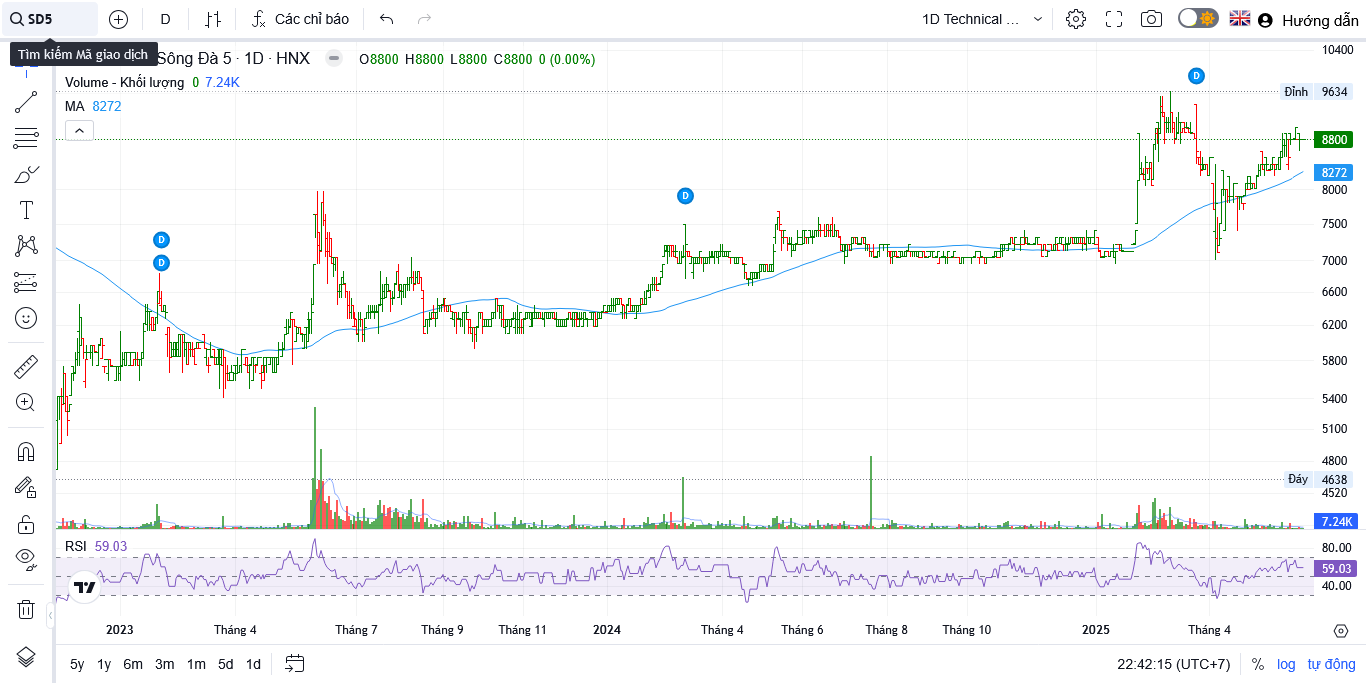 SD5
D
Các chỉ báo
1D Technical ...
Hướng dẫn
Tìm kiếm Mã giao dịch
Sông Đà 5 · 1D · HNX
O8800 H8800 L8800 C8800 0 (0.00%)
Volume - Khối lượng 0 7.24K
MA 8272
10400
Đỉnh 9634
8800
8272
8000
7500
7000
6600
6200
5800
5400
5100
4800
Đáy 4638
4520
7.24K
D
D
D
D
RSI 59.03
80.00
59.03
40.00
2023 Tháng 4 Tháng 7 Tháng 9 Tháng 11 2024 Tháng 4 Tháng 6 Tháng 8 Tháng 10 2025 Tháng 4
5y 1y 6m 3m 1m 5d 1d
22:42:15 (UTC+7) % log tự động